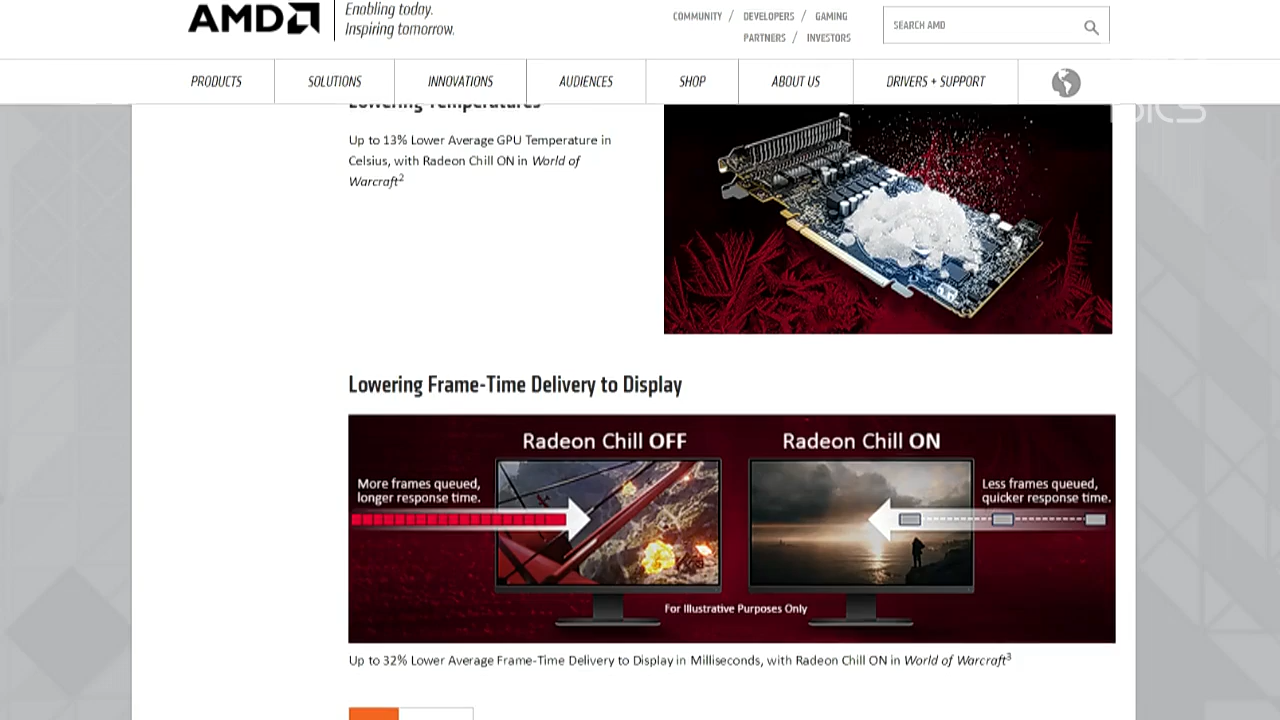 AMD
Enabling today.
Inspiring tomorrow.
COMMUNITY / DEVELOPERS / GAMING
PARTNERS / INVESTORS
SEARCH AMD
PRODUCTS SOLUTIONS INNOVATIONS AUDIENCES SHOP ABOUT US DRIVERS + SUPPORT
Lowering Temperatures
Up to 13% Lower Average GPU Temperature in
Celsius, with Radeon Chill ON in World of
Warcraft2
Lowering Frame-Time Delivery to Display
Radeon Chill OFF
Radeon Chill ON
More frames queued,
longer response time.
Less frames queued,
quicker response time.
For Illustrative Purposes Only
Up to 32% Lower Average Frame-Time Delivery to Display in Milliseconds, with Radeon Chill ON in World of Warcraft3